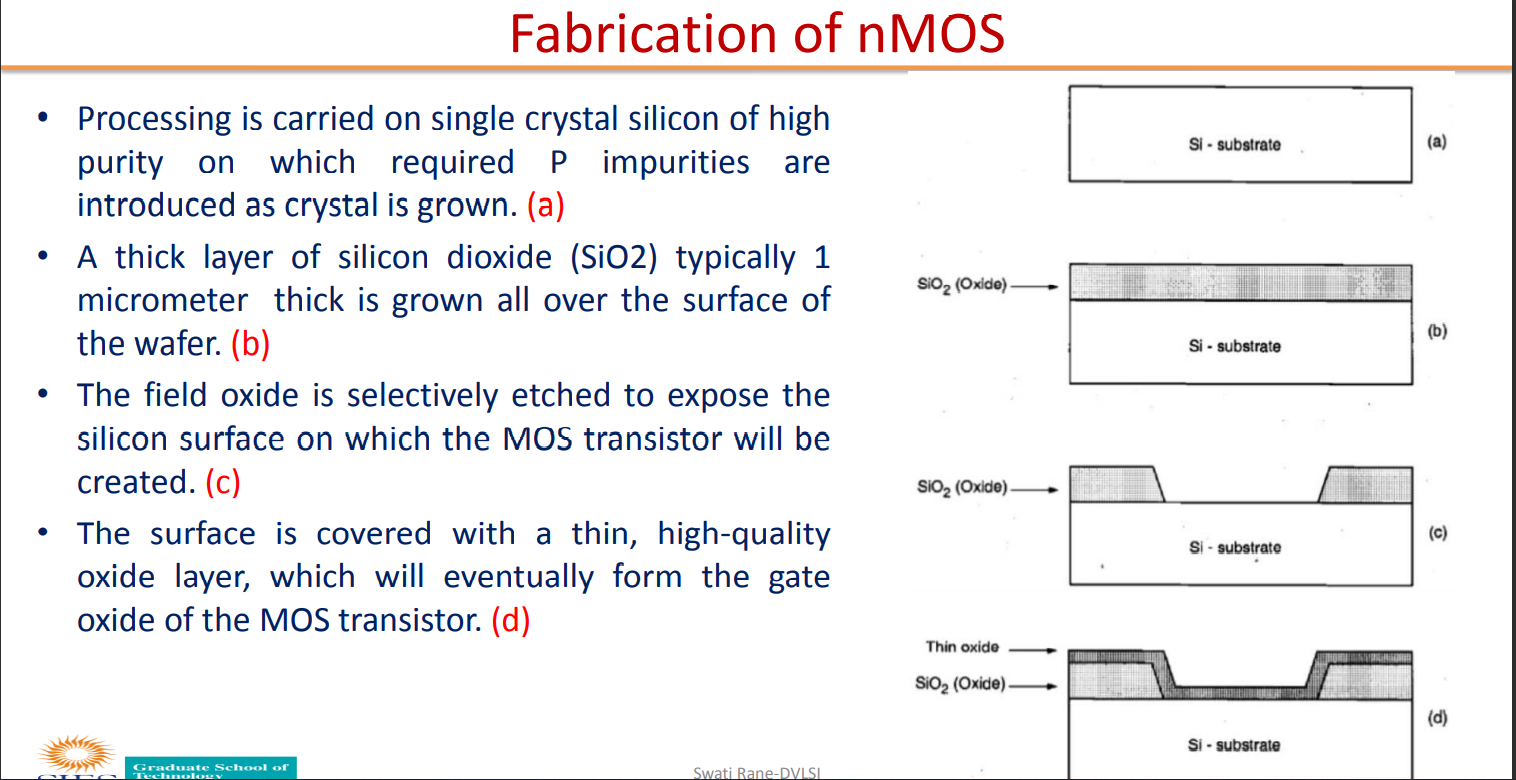 Fabrication of nMOS
• Processing is carried on single crystal silicon of high
purity on which required P impurities are
introduced as crystal is grown. (a)
• A thick layer of silicon dioxide (SiO2) typically 1
micrometer thick is grown all over the surface of
the wafer. (b)
• The field oxide is selectively etched to expose the
silicon surface on which the MOS transistor will be
created. (c)
• The surface is covered with a thin, high-quality
oxide layer, which will eventually form the gate
oxide of the MOS transistor. (d)
Si - substrate
(a)
SiO2 (Oxide)
Si - substrate
(b)
SiO2 (Oxide)
Si - substrate
(c)
Thin oxide
SiO2 (Oxide)
Si - substrate
(d)
SIES
Graduate School of
Technology
Swati Rane-DVLSI